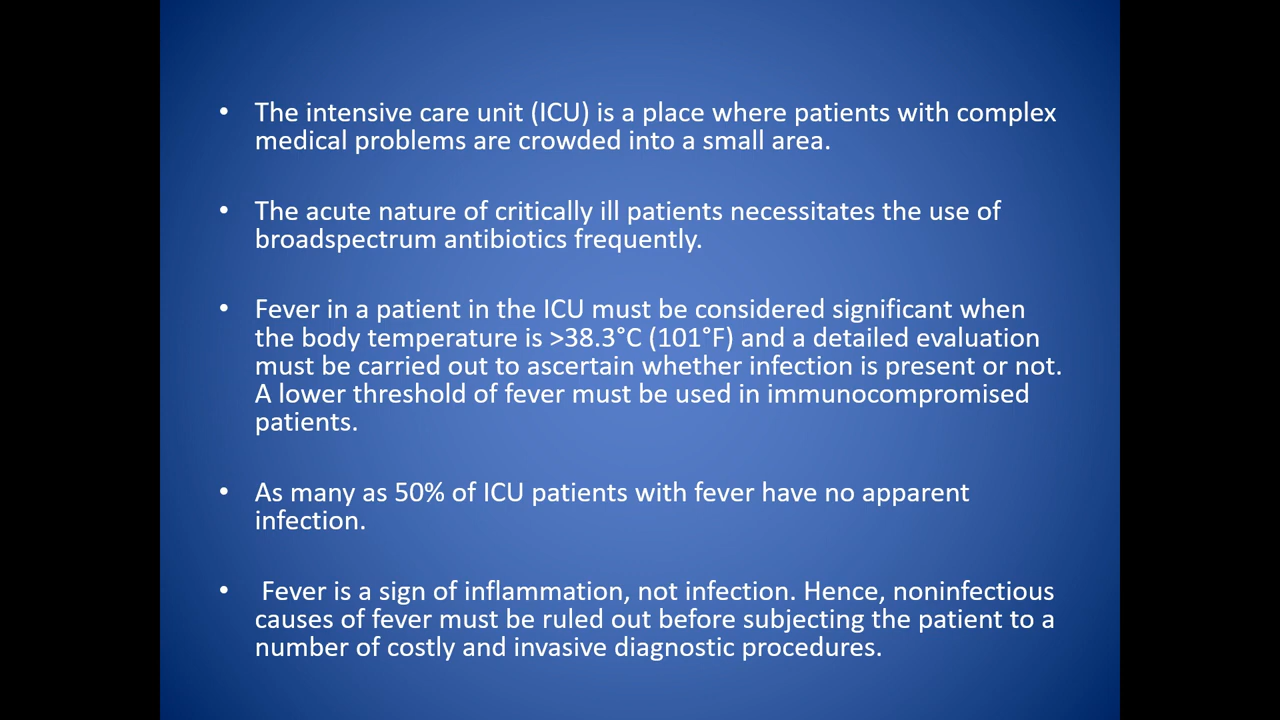 • The intensive care unit (ICU) is a place where patients with complex
medical problems are crowded into a small area.
• The acute nature of critically ill patients necessitates the use of
broadspectrum antibiotics frequently.
• Fever in a patient in the ICU must be considered significant when
the body temperature is >38.3°C (101°F) and a detailed evaluation
must be carried out to ascertain whether infection is present or not.
A lower threshold of fever must be used in immunocompromised
patients.
• As many as 50% of ICU patients with fever have no apparent
infection.
• Fever is a sign of inflammation, not infection. Hence, noninfectious
causes of fever must be ruled out before subjecting the patient to a
number of costly and invasive diagnostic procedures.